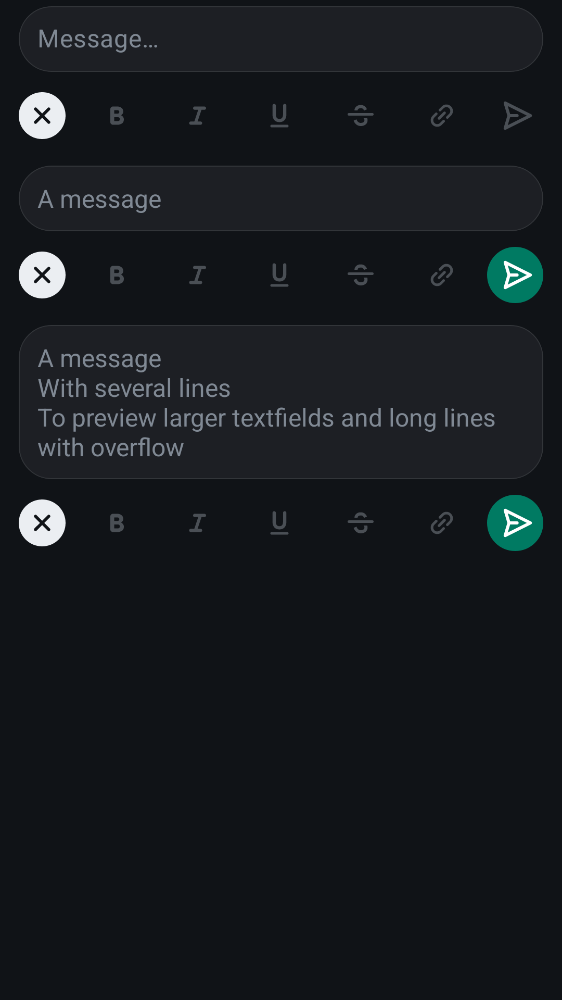 Message…
A message
A message
With several lines
To preview larger textfields and long lines
with overflow